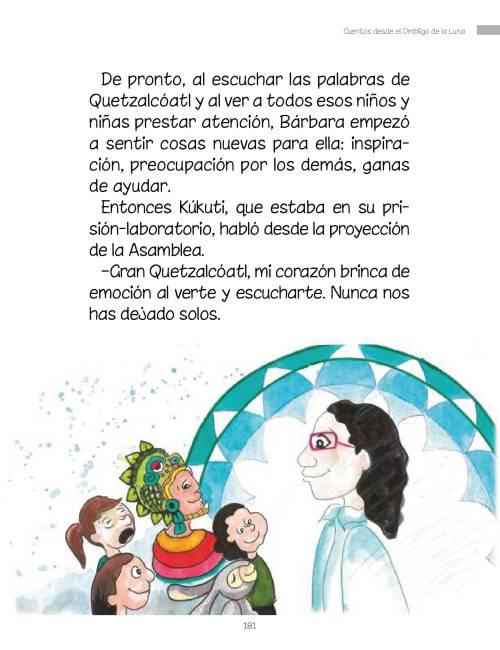 Cuentos desde el Ombligo de la Luna
De pronto, al escuchar las palabras de
Quetzalcóatl y al ver a todos esos niños y
niñas prestar atención, Bárbara empezó
a sentir cosas nuevas para ella: inspira-
ción, preocupación por los demás, ganas
de ayudar.
Entonces Kúkuti, que estaba en su pri-
sión-laboratorio, habló desde la proyección
de la Asamblea.
–Gran Quetzalcóatl, mi corazón brinca de
emoción al verte y escucharte. Nunca nos
has dejado solos.
181